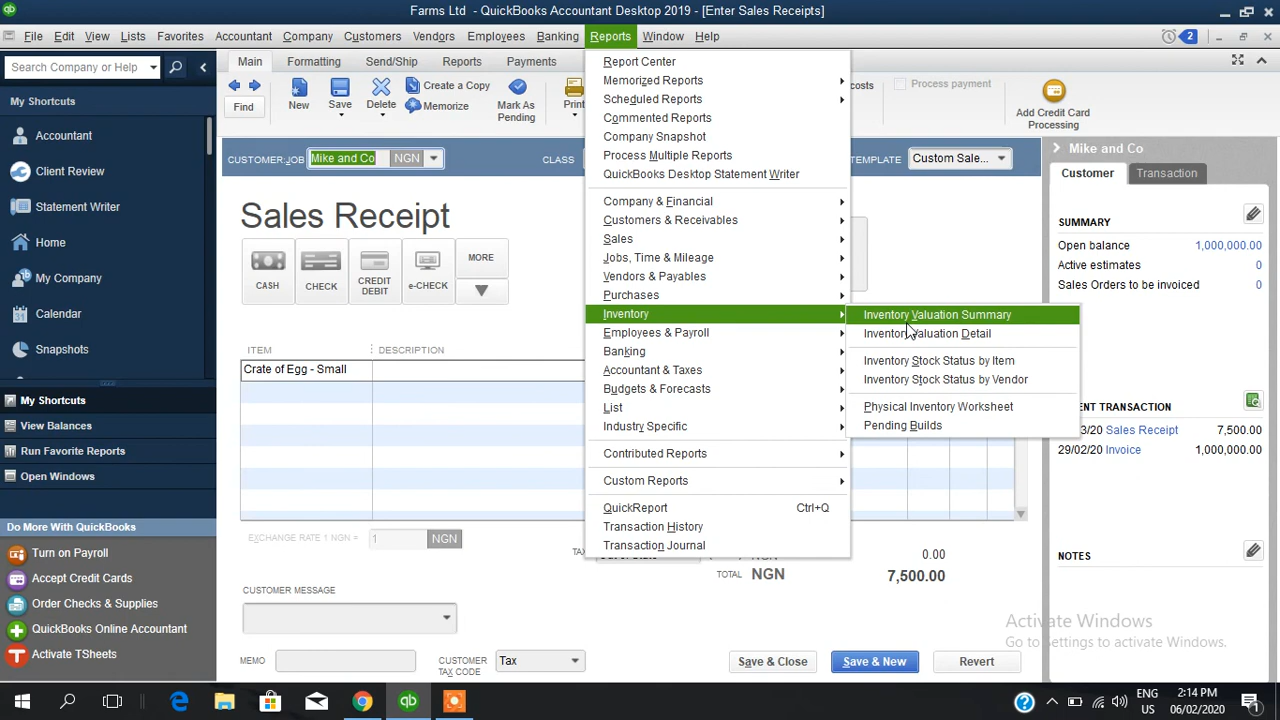 Farms Ltd - QuickBooks Accountant Desktop 2019 - [Enter Sales Receipts]
File Edit View Lists Favorites Accountant Company Customers Vendors Employees Banking Reports Window Help 2
Search Company or Help
My Shortcuts
Accountant
Client Review
Statement Writer
Home
My Company
Calendar
Snapshots
My Shortcuts
View Balances
Run Favorite Reports
Open Windows
Do More With QuickBooks
Turn on Payroll
Accept Credit Cards
Order Checks & Supplies
QuickBooks Online Accountant
Activate TSheets
Main Formatting Send/Ship Reports Payments
Find
New
Save
Delete
Create a Copy
Memorize
Mark As
Pending
Print
costs
Process payment
Add Credit Card
Processing
CUSTOMER:JOB Mike and Co NGN CLASS
TEMPLATE Custom Sale...
Sales Receipt
CASH
CHECK
CREDIT
DEBIT
e-CHECK
MORE
ITEM DESCRIPTION
Crate of Egg - Small
EXCHANGE RATE 1 NGN = 1 NGN
CUSTOMER MESSAGE
MEMO
CUSTOMER
TAX CODE
Tax
0.00
TOTAL NGN 7,500.00
Save & Close
Save & New
Revert
Report Center
Memorized Reports
Scheduled Reports
Commented Reports
Company Snapshot
Process Multiple Reports
QuickBooks Desktop Statement Writer
Company & Financial
Customers & Receivables
Sales
Jobs, Time & Mileage
Vendors & Payables
Purchases
Inventory
Employees & Payroll
Banking
Accountant & Taxes
Budgets & Forecasts
List
Industry Specific
Contributed Reports
Custom Reports
QuickReport Ctrl+Q
Transaction History
Transaction Journal
Inventory Valuation Summary
Inventory Valuation Detail
Inventory Stock Status by Item
Inventory Stock Status by Vendor
Physical Inventory Worksheet
Pending Builds
Mike and Co
Customer Transaction
SUMMARY
Open balance 1,000,000.00
Active estimates 0
Sales Orders to be invoiced 0
ENT TRANSACTION
3/20 Sales Receipt 7,500.00
29/02/20 Invoice 1,000,000.00
NOTES
Activate Windows
Go to Settings to activate Windows.
ENG
US
2:14 PM
06/02/2020
1